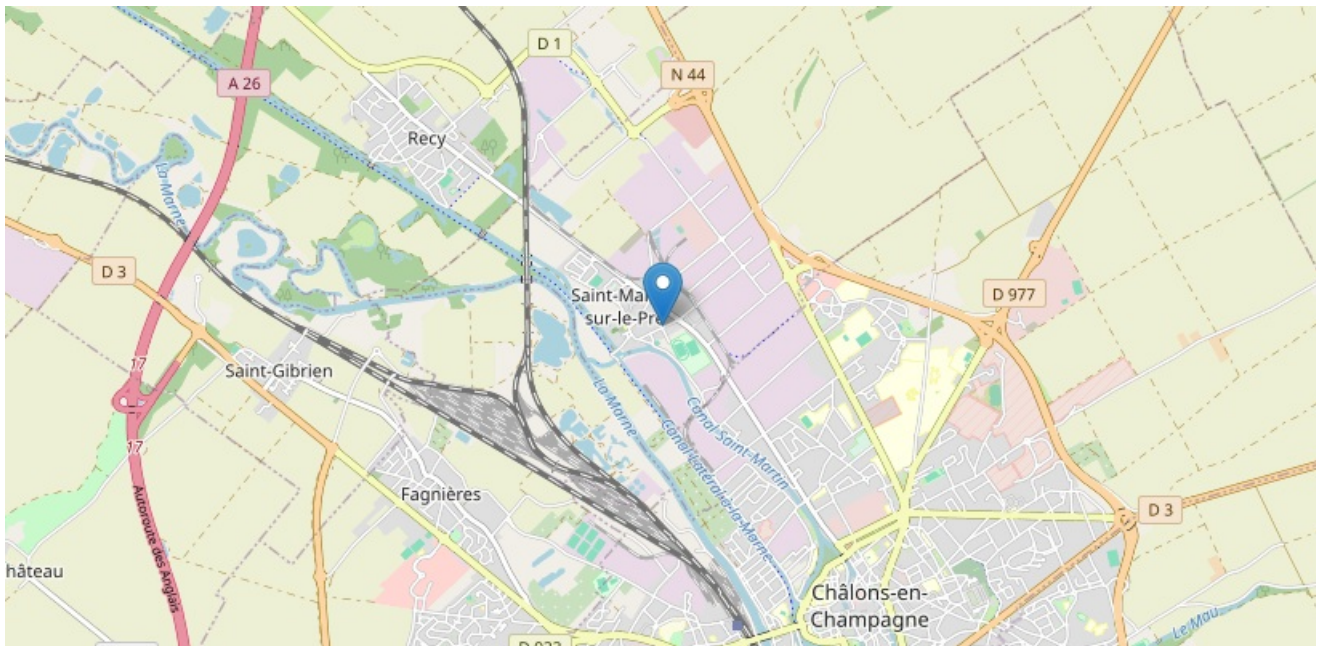 D 1
N 44
A 26
Recy
La Marne
D 3
D 977
Saint-Ma
sur-le-Pré
17
Saint-Gibrien
La Marne
Canal Saint-Martin
Canal Latéral à la Marne
17
Fagnières
Autoroute des Anglais
D 3
hâteau
Châlons-en-
Champagne
Le Mau